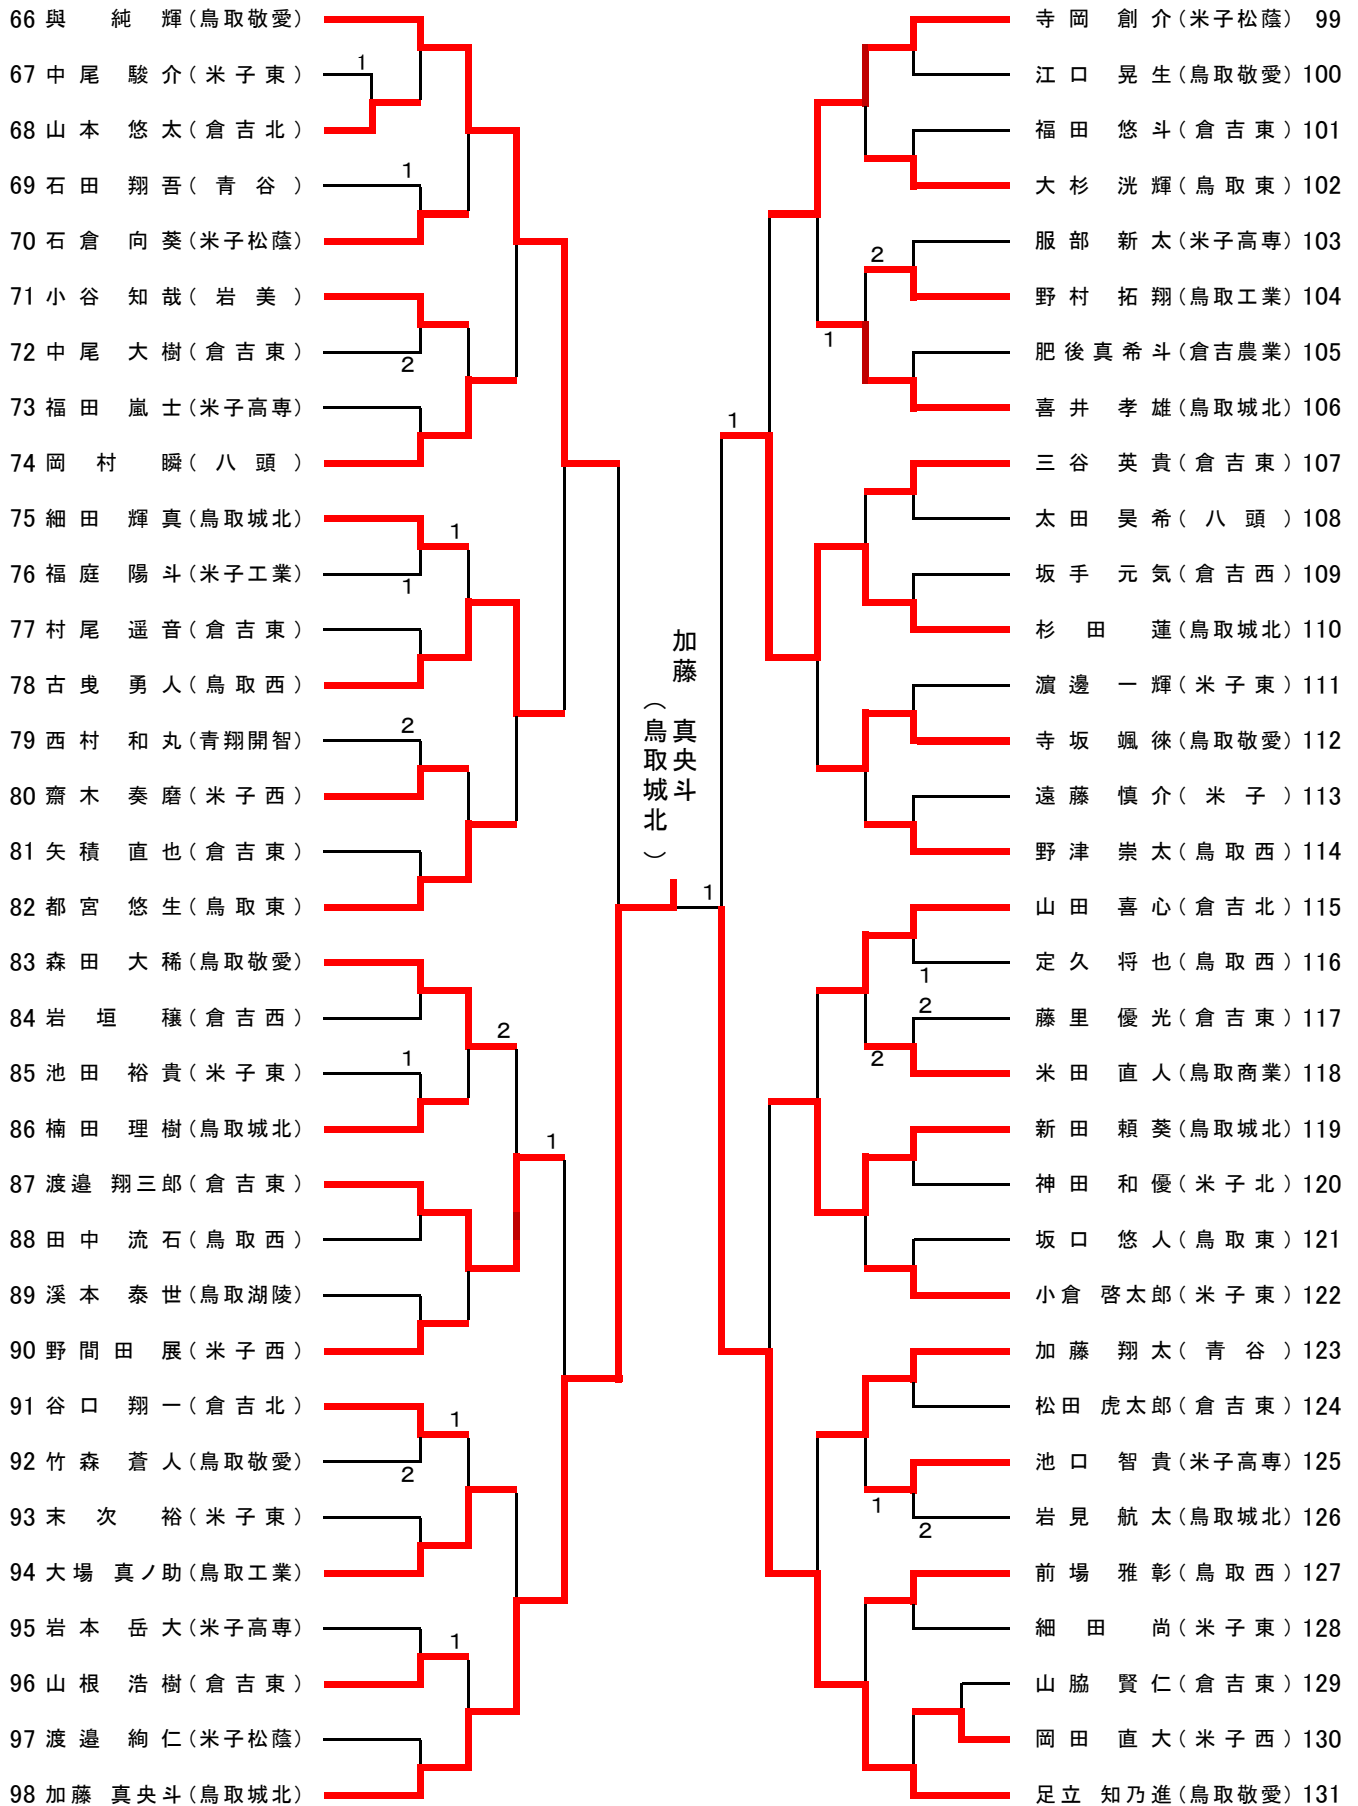 66 與 純輝(鳥取敬愛)
67 中尾 駿介(米子東)
1
68 山本 悠太(倉吉北)
69 石田 翔吾(青谷)
1
70 石倉 向葵(米子松蔭)
71 小谷 知哉(岩美)
72 中尾 大樹(倉吉東)
2
73 福田 嵐士(米子高専)
74 岡村 瞬(八頭)
75 細田 輝真(鳥取城北)
1
76 福庭 陽斗(米子工業)
1
77 村尾 遥音(倉吉東)
78 古曵 勇人(鳥取西)
79 西村 和丸(青翔開智)
2
80 齋木 奏磨(米子西)
81 矢積 直也(倉吉東)
82 都宮 悠生(鳥取東)
83 森田 大稀(鳥取敬愛)
84 岩垣 穣(倉吉西)
2
85 池田 裕貴(米子東)
1
86 楠田 理樹(鳥取城北)
1
87 渡邉 翔三郎(倉吉東)
88 田中 流石(鳥取西)
89 溪本 泰世(鳥取湖陵)
90 野間田 展(米子西)
91 谷口 翔一(倉吉北)
1
92 竹森 蒼人(鳥取敬愛)
2
93 末次 裕(米子東)
94 大場 真ノ助(鳥取工業)
95 岩本 岳大(米子高専)
1
96 山根 浩樹(倉吉東)
97 渡邉 絢仁(米子松蔭)
98 加藤 真央斗(鳥取城北)
加藤 真央斗
(鳥取城北)
1
1
寺岡 創介(米子松蔭) 99
江口 晃生(鳥取敬愛) 100
福田 悠斗(倉吉東) 101
大杉 洸輝(鳥取東) 102
服部 新太(米子高専) 103
2
野村 拓翔(鳥取工業) 104
1
肥後真希斗(倉吉農業) 105
喜井 孝雄(鳥取城北) 106
三谷 英貴(倉吉東) 107
太田 昊希(八頭) 108
坂手 元気(倉吉西) 109
杉田 蓮(鳥取城北) 110
濵邊 一輝(米子東) 111
寺坂 颯徠(鳥取敬愛) 112
遠藤 慎介(米子) 113
野津 崇太(鳥取西) 114
山田 喜心(倉吉北) 115
定久 将也(鳥取西) 116
1
藤里 優光(倉吉東) 117
2
2
米田 直人(鳥取商業) 118
新田 頼葵(鳥取城北) 119
神田 和優(米子北) 120
坂口 悠人(鳥取東) 121
小倉 啓太郎(米子東) 122
加藤 翔太(青谷) 123
松田 虎太郎(倉吉東) 124
池口 智貴(米子高専) 125
1
岩見 航太(鳥取城北) 126
2
前場 雅彰(鳥取西) 127
細田 尚(米子東) 128
山脇 賢仁(倉吉東) 129
岡田 直大(米子西) 130
足立 知乃進(鳥取敬愛) 131